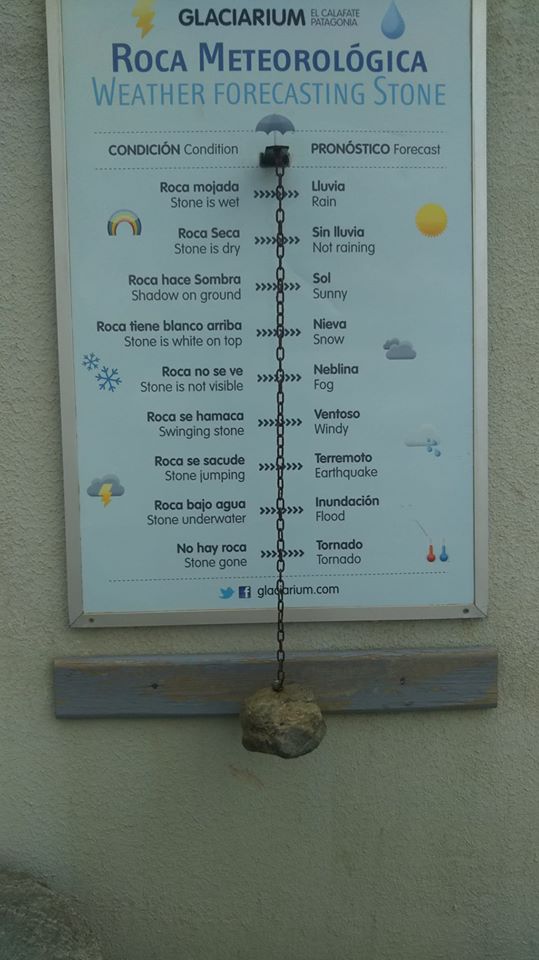 GLACIARIUM EL CALAFATE
PATAGONIA
ROCA METEOROLÓGICA
WEATHER FORECASTING STONE
CONDICIÓN Condition PRONÓSTICO Forecast
Roca mojada Lluvia
Stone is wet Rain
Roca Seca Sin lluvia
Stone is dry Not raining
Roca hace Sombra Sol
Shadow on ground Sunny
Roca tiene blanco arriba Nieva
Stone is white on top Snow
Roca no se ve Neblina
Stone is not visible Fog
Roca se hamaca Ventoso
Swinging stone Windy
Roca se sacude Terremoto
Stone jumping Earthquake
Roca bajo agua Inundación
Stone underwater Flood
No hay roca Tornado
Stone gone Tornado
glaciarium.com